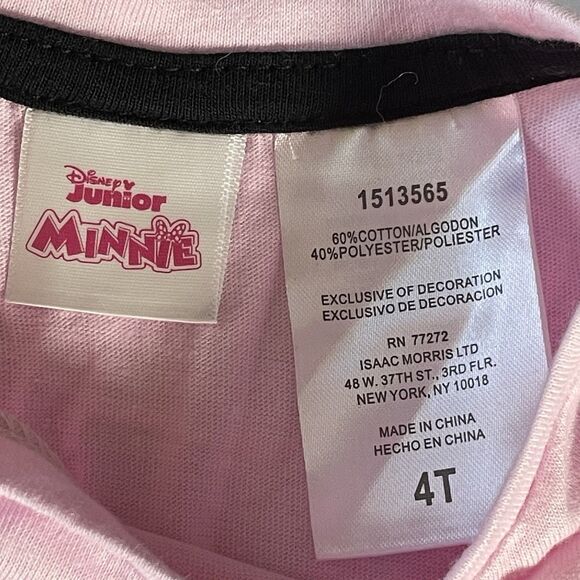 Disney
Junior
MINNIE
1513565
60%COTTON/ALGODON
40%POLYESTER/POLIESTER
EXCLUSIVE OF DECORATION
EXCLUSIVO DE DECORACION
RN 77272
ISAAC MORRIS LTD
48 W. 37TH ST., 3RD FLR.
NEW YORK, NY 10018
MADE IN CHINA
HECHO EN CHINA
4T